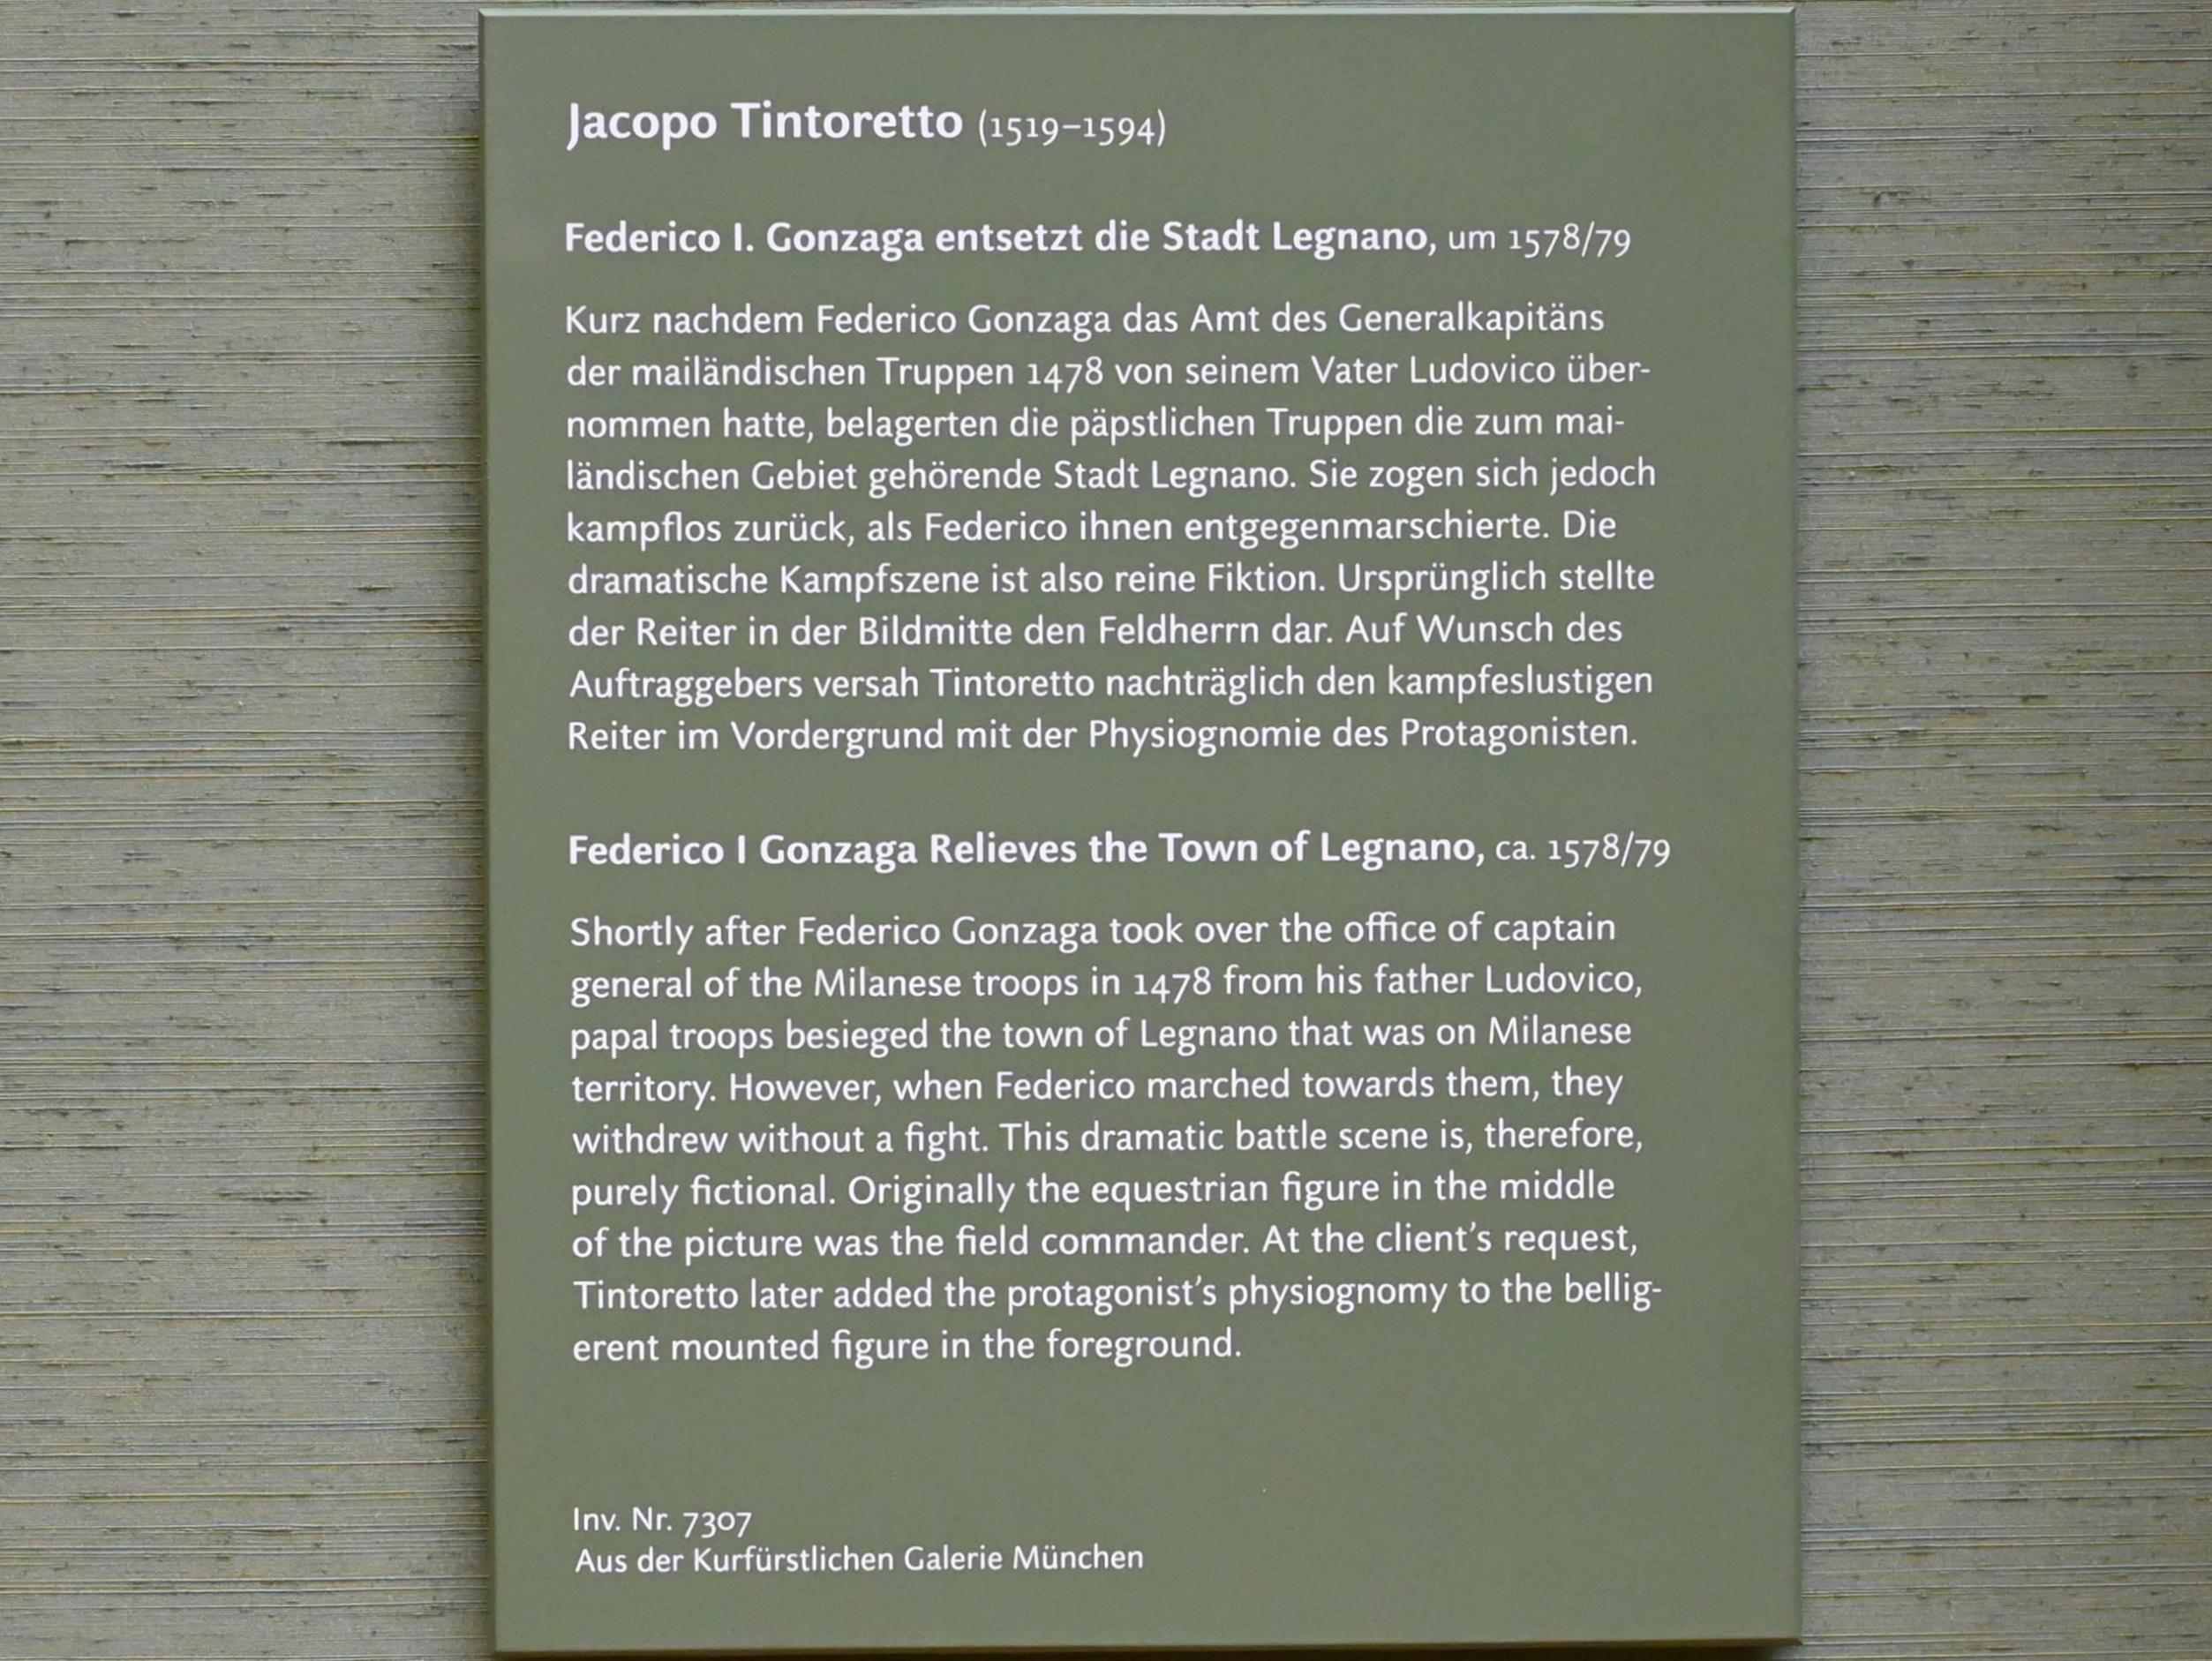 Jacopo Tintoretto (1519–1594)
Federico I. Gonzaga entsetzt die Stadt Legnano, um 1578/79
Kurz nachdem Federico Gonzaga das Amt des Generalkapitäns
der mailändischen Truppen 1478 von seinem Vater Ludovico über-
nommen hatte, belagerten die päpstlichen Truppen die zum mai-
ländischen Gebiet gehörende Stadt Legnano. Sie zogen sich jedoch
kampflos zurück, als Federico ihnen entgegenmarschierte. Die
dramatische Kampfszene ist also reine Fiktion. Ursprünglich stellte
der Reiter in der Bildmitte den Feldherrn dar. Auf Wunsch des
Auftraggebers versah Tintoretto nachträglich den kampfeslustigen
Reiter im Vordergrund mit der Physiognomie des Protagonisten.
Federico I Gonzaga Relieves the Town of Legnano, ca. 1578/79
Shortly after Federico Gonzaga took over the office of captain
general of the Milanese troops in 1478 from his father Ludovico,
papal troops besieged the town of Legnano that was on Milanese
territory. However, when Federico marched towards them, they
withdrew without a fight. This dramatic battle scene is, therefore,
purely fictional. Originally the equestrian figure in the middle
of the picture was the field commander. At the client’s request,
Tintoretto later added the protagonist’s physiognomy to the bellig-
erent mounted figure in the foreground.
Inv. Nr. 7307
Aus der Kurfürstlichen Galerie München